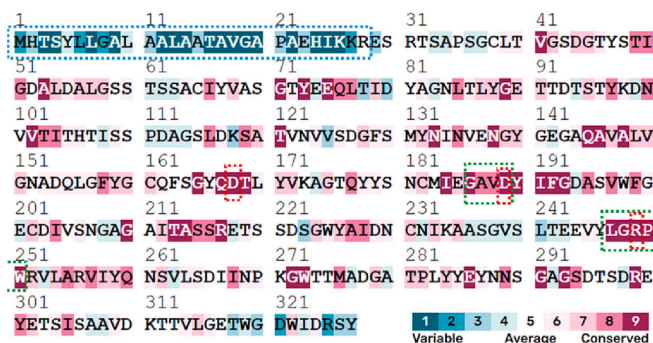 1 11 21 31 41
MHTSYLLGAL AALAATAVGA PAEHIKKRES RTSAPSGCLT VGSDGTYSTI
51 61 71 81 91
GDALDALGSS TSSACIYVAS GTYEEQLTID YAGNLTLYGE TTDTSTYKDN
101 111 121 131 141
VVTITHTISS PDAGSLDKSA TVNVVSDGFS MYNINVENGY GEGAQAVALV
151 161 171 181 191
GNADQLGFYG CQFSGYQDTL YVKAGTQYYS NCMIEGAVDY IFGDASVWFG
201 211 221 231 241
ECDIVSNGAG AITASSRETS SDSGWYAIDN CNIKAASGVS LTEEVYLGRP
251 261 271 281 291
WRVLARVIYQ NSVLSDIINP KGWTTMADGA TPLYYEYNNS GAGSDTSDRE
301 311 321
YETSISAAVD KTTVLGETWG DWIDRSY
1 2 3 4 5 6 7 8 9
Variable Average Conserved